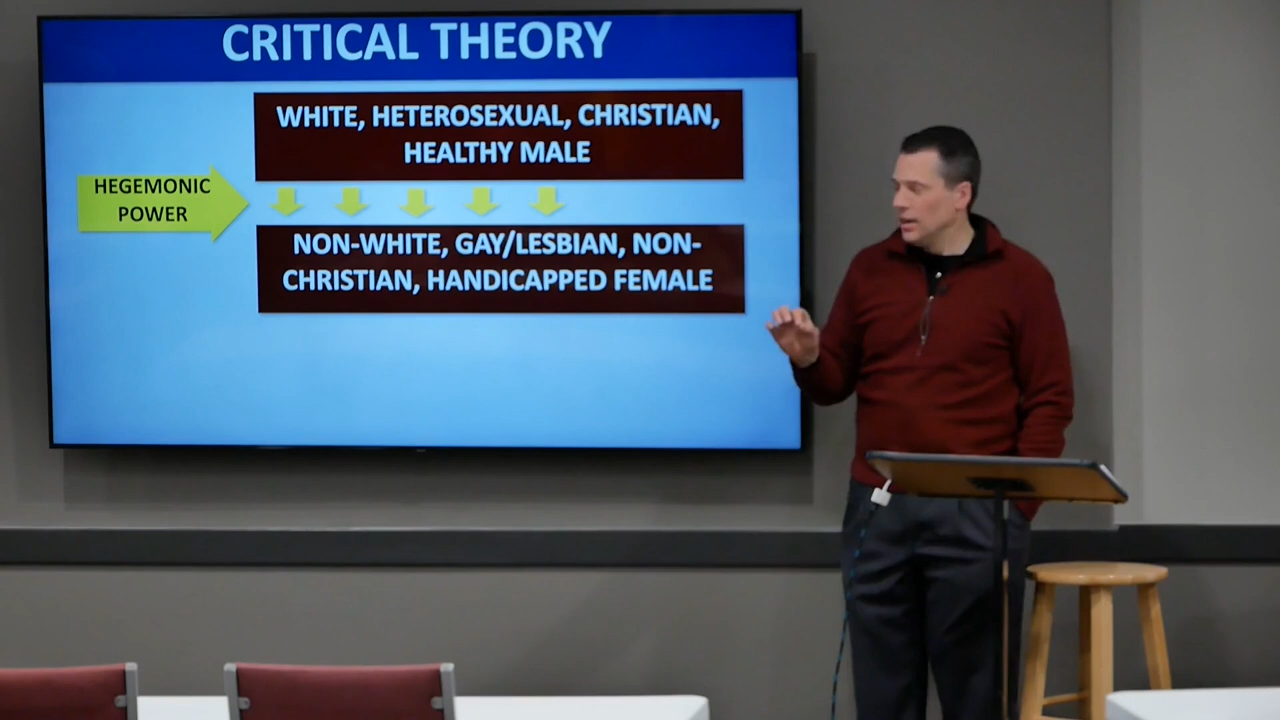 CRITICAL THEORY
WHITE, HETEROSEXUAL, CHRISTIAN,
HEALTHY MALE
HEGEMONIC
POWER
NON-WHITE, GAY/LESBIAN, NON-
CHRISTIAN, HANDICAPPED FEMALE